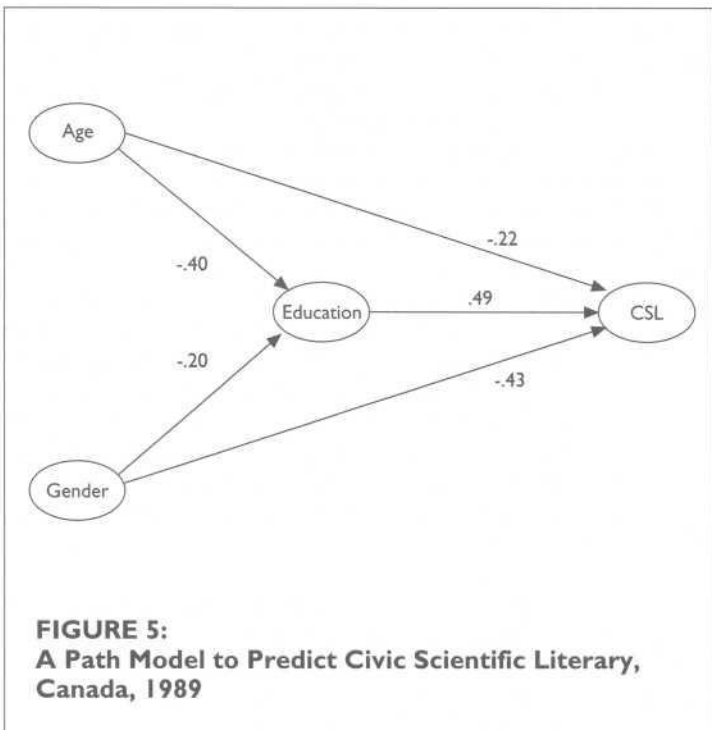 Age
-.22
-.40
Education
.49
CSL
-.20
-.43
Gender
FIGURE 5:
A Path Model to Predict Civic Scientific Literary,
Canada, 1989